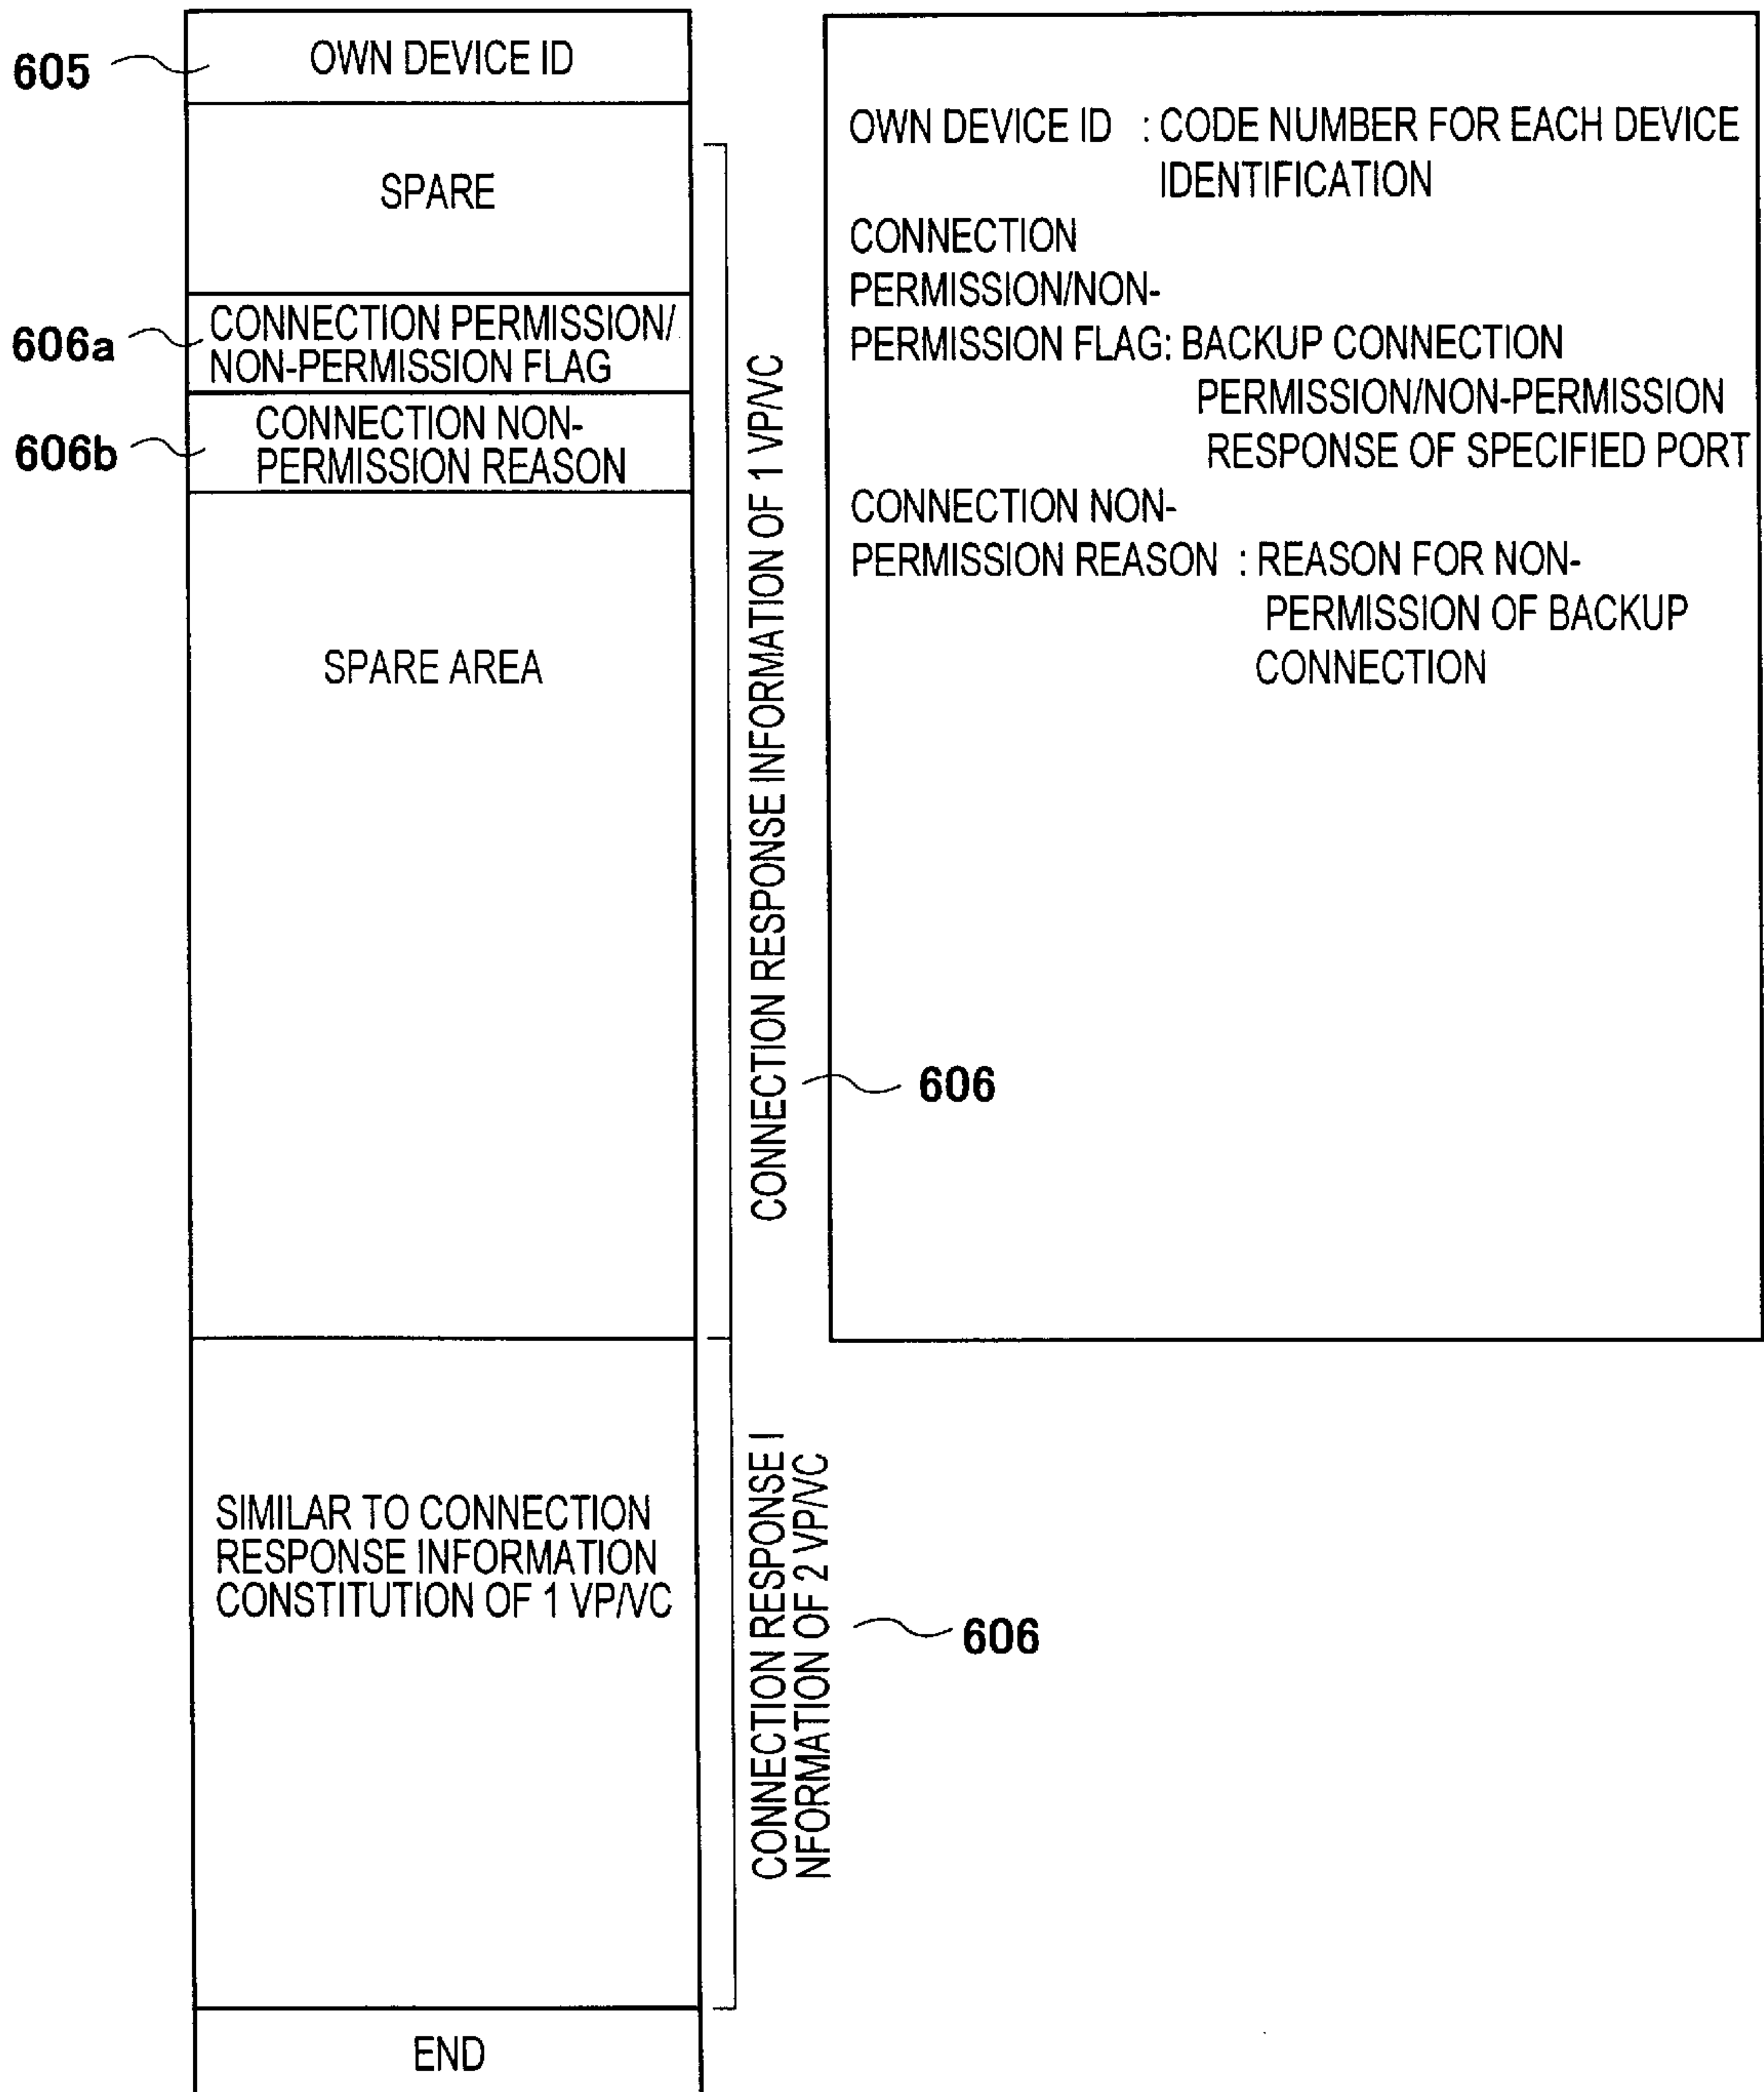 605
OWN DEVICE ID
SPARE
606a
CONNECTION PERMISSION/
NON-PERMISSION FLAG
606b
CONNECTION NON-
PERMISSION REASON
SPARE AREA
CONNECTION RESPONSE INFORMATION OF 1 VP/VC
606
SIMILAR TO CONNECTION
RESPONSE INFORMATION
CONSTITUTION OF 1 VP/VC
CONNECTION RESPONSE I
NFORMATION OF 2 VP/VC
606
END
OWN DEVICE ID : CODE NUMBER FOR EACH DEVICE
IDENTIFICATION
CONNECTION
PERMISSION/NON-
PERMISSION FLAG: BACKUP CONNECTION
PERMISSION/NON-PERMISSION
RESPONSE OF SPECIFIED PORT
CONNECTION NON-
PERMISSION REASON : REASON FOR NON-
PERMISSION OF BACKUP
CONNECTION